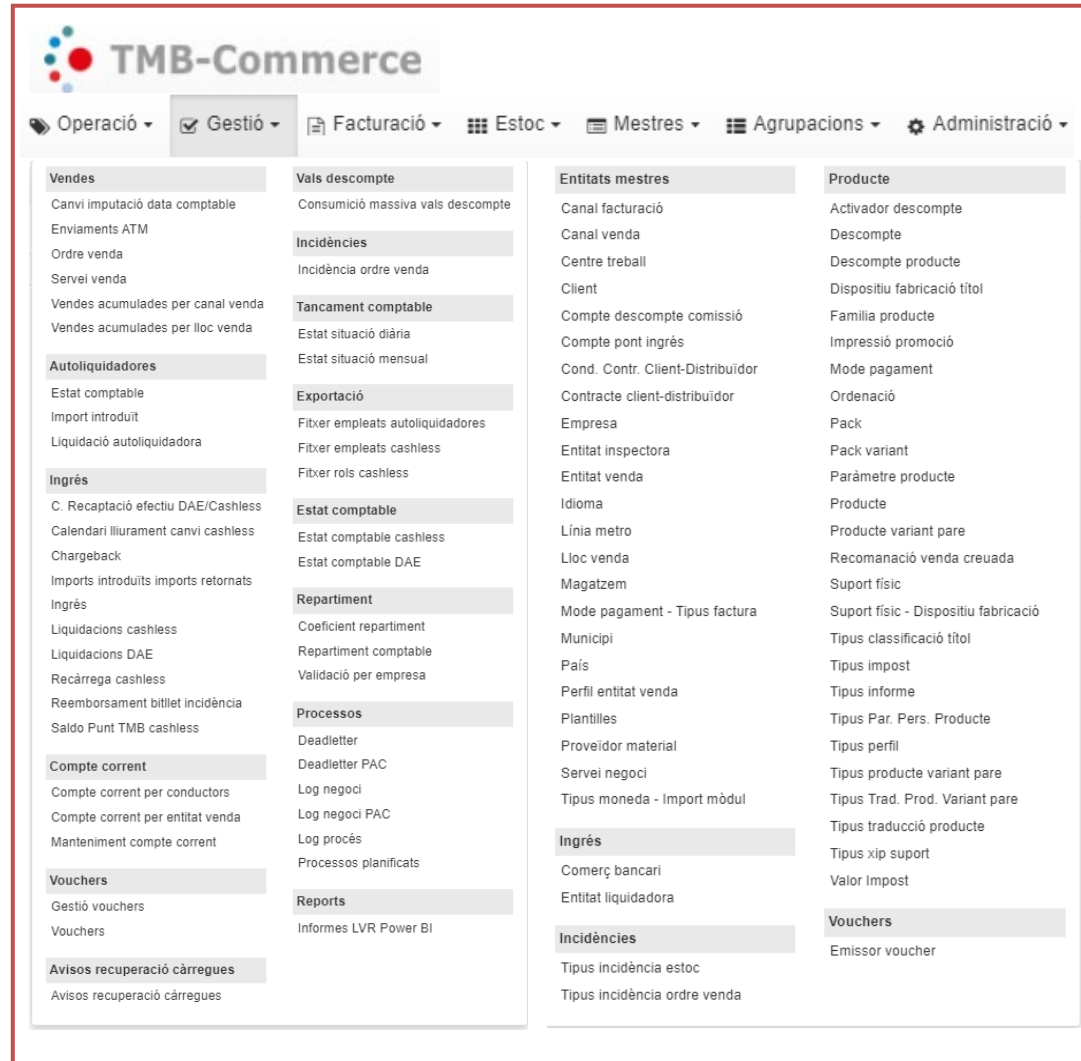 TMB-Commerce
Operació
Gestió
Facturació
Estoc
Mestres
Agrupacions
Administració
Vendes
Canvi imputació data comptable
Enviaments ATM
Ordre venda
Servei venda
Vendes acumulades per canal venda
Vendes acumulades per lloc venda
Autoliquidadores
Estat comptable
Import introduït
Liquidació autoliquidadora
Ingrés
C. Recaptació efectiu DAE/Cashless
Calendari lliurament canvi cashless
Chargeback
Imports introduïts imports retornats
Ingrés
Liquidacions cashless
Liquidacions DAE
Recàrrega cashless
Reemborsament bitllet incidència
Saldo Punt TMB cashless
Compte corrent
Compte corrent per conductors
Compte corrent per entitat venda
Manteniment compte corrent
Vouchers
Gestió vouchers
Vouchers
Avisos recuperació càrregues
Avisos recuperació càrregues
Vals descompte
Consumició massiva vals descompte
Incidències
Incidència ordre venda
Tancament comptable
Estat situació diària
Estat situació mensual
Exportació
Fitxer empleats autoliquidadores
Fitxer empleats cashless
Fitxer rols cashless
Estat comptable
Estat comptable cashless
Estat comptable DAE
Repartiment
Coeficient repartiment
Repartiment comptable
Validació per empresa
Processos
Deadletter
Deadletter PAC
Log negoci
Log negoci PAC
Log procés
Processos planificats
Reports
Informes LVR Power BI
Entitats mestres
Canal facturació
Canal venda
Centre treball
Client
Compte descompte comissió
Compte pont ingrés
Cond. Contr. Client-Distribuïdor
Contracte client-distribuïdor
Empresa
Entitat inspectora
Entitat venda
Idioma
Línia metro
Lloc venda
Magatzem
Mode pagament - Tipus factura
Municipi
País
Perfil entitat venda
Plantilles
Proveïdor material
Servei negoci
Tipus moneda - Import mòdul
Ingrés
Comerç bancari
Entitat liquidadora
Incidències
Tipus incidència estoc
Tipus incidència ordre venda
Producte
Activador descompte
Descompte
Descompte producte
Dispositiu fabricació títol
Familia producte
Impressió promoció
Mode pagament
Ordenació
Pack
Pack variant
Paràmetre producte
Producte
Producte variant pare
Recomanació venda creuada
Suport físic
Suport físic - Dispositiu fabricació
Tipus classificació títol
Tipus impost
Tipus informe
Tipus Par. Pers. Producte
Tipus perfil
Tipus producte variant pare
Tipus Trad. Prod. Variant pare
Tipus traducció producte
Tipus xip suport
Valor Impost
Vouchers
Emissor voucher